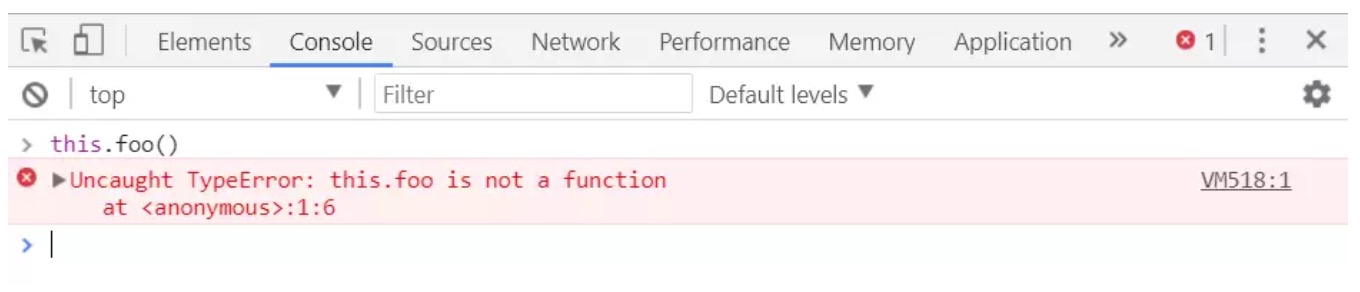 Elements Console Sources Network Performance Memory Application » 1
top ▼ Filter Default levels ▼
> this.foo()
▶Uncaught TypeError: this.foo is not a function VM518:1
at <anonymous>:1:6
>